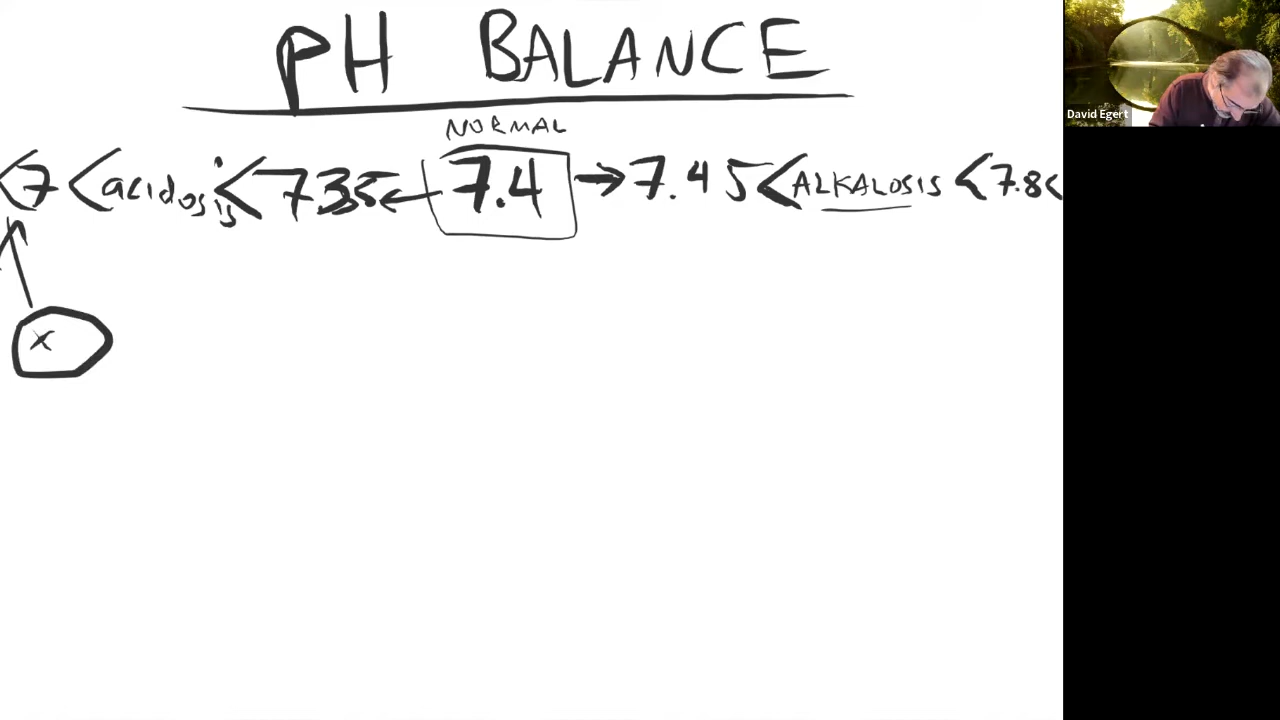 pH BALANCE
NORMAL
<7 < acidosis < 7.35 ← 7.4 → 7.45 < ALKALOSIS < 7.8 <
x
David Egert